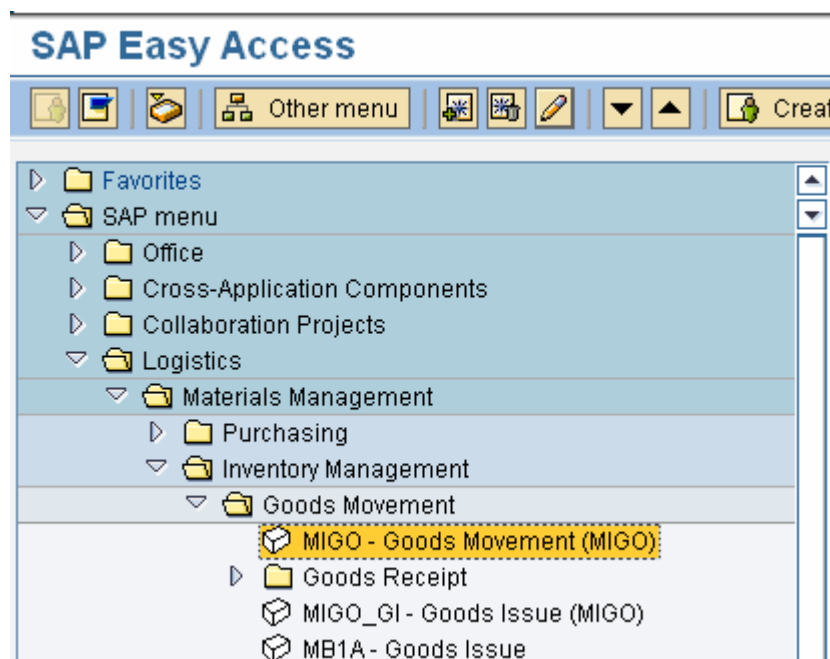 SAP Easy Access
Other menu
Favorites
SAP menu
Office
Cross-Application Components
Collaboration Projects
Logistics
Materials Management
Purchasing
Inventory Management
Goods Movement
MIGO - Goods Movement (MIGO)
Goods Receipt
MIGO_GI - Goods Issue (MIGO)
MB1A - Goods Issue